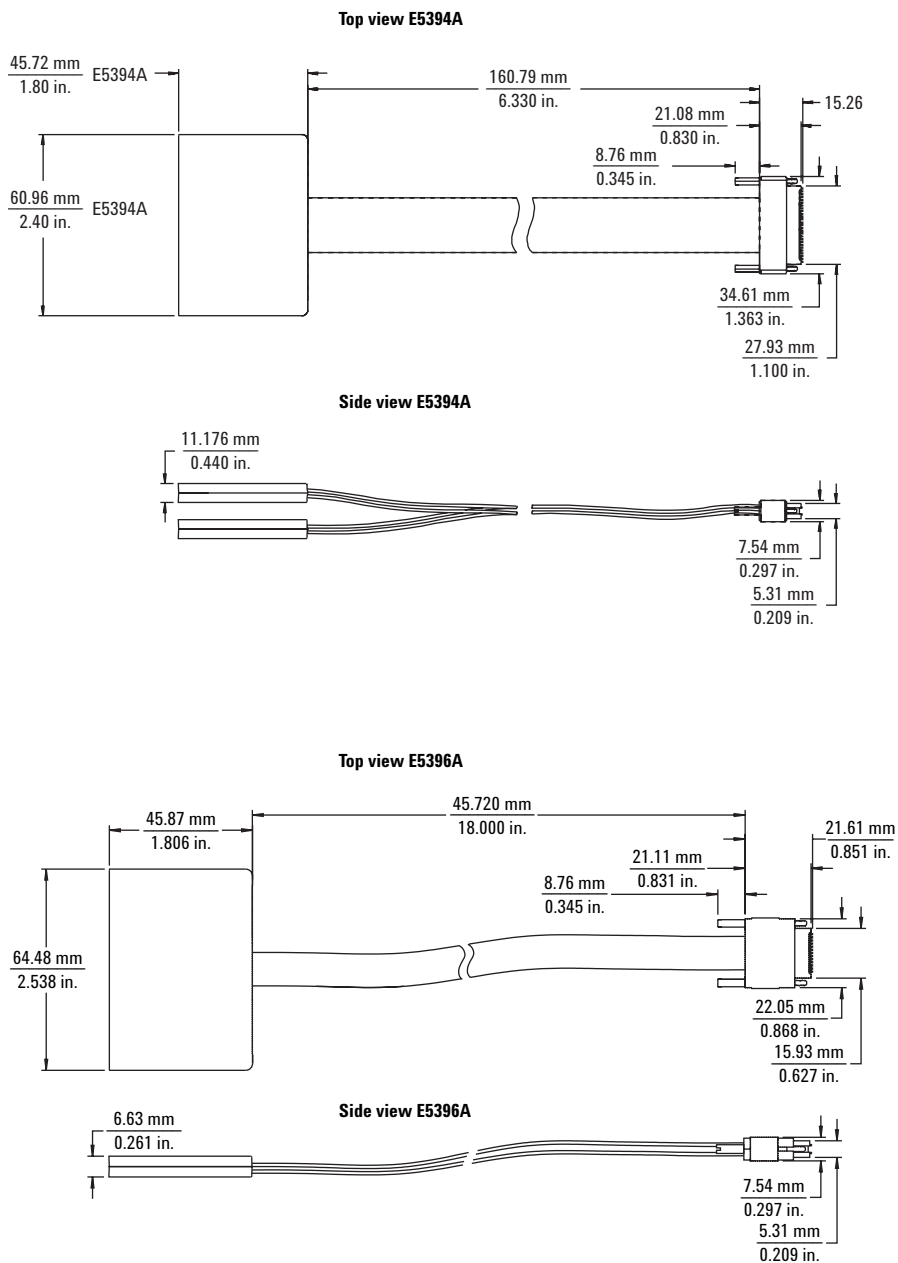 Top view E5394A
45.72 mm
1.80 in.
E5394A
160.79 mm
6.330 in.
15.26
21.08 mm
0.830 in.
8.76 mm
0.345 in.
60.96 mm
2.40 in.
E5394A
34.61 mm
1.363 in.
27.93 mm
1.100 in.
Side view E5394A
11.176 mm
0.440 in.
7.54 mm
0.297 in.
5.31 mm
0.209 in.
Top view E5396A
45.87 mm
1.806 in.
45.720 mm
18.000 in.
21.61 mm
0.851 in.
21.11 mm
0.831 in.
8.76 mm
0.345 in.
64.48 mm
2.538 in.
22.05 mm
0.868 in.
15.93 mm
0.627 in.
Side view E5396A
6.63 mm
0.261 in.
7.54 mm
0.297 in.
5.31 mm
0.209 in.